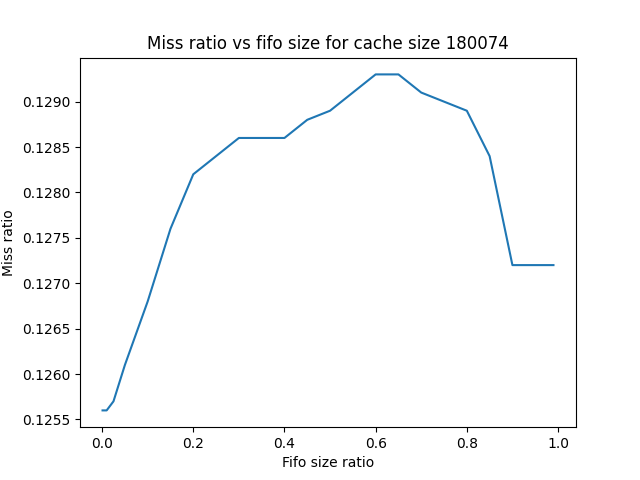 Miss ratio vs fifo size for cache size 180074
Miss ratio
0.1290
0.1285
0.1280
0.1275
0.1270
0.1265
0.1260
0.1255
0.0 0.2 0.4 0.6 0.8 1.0
Fifo size ratio